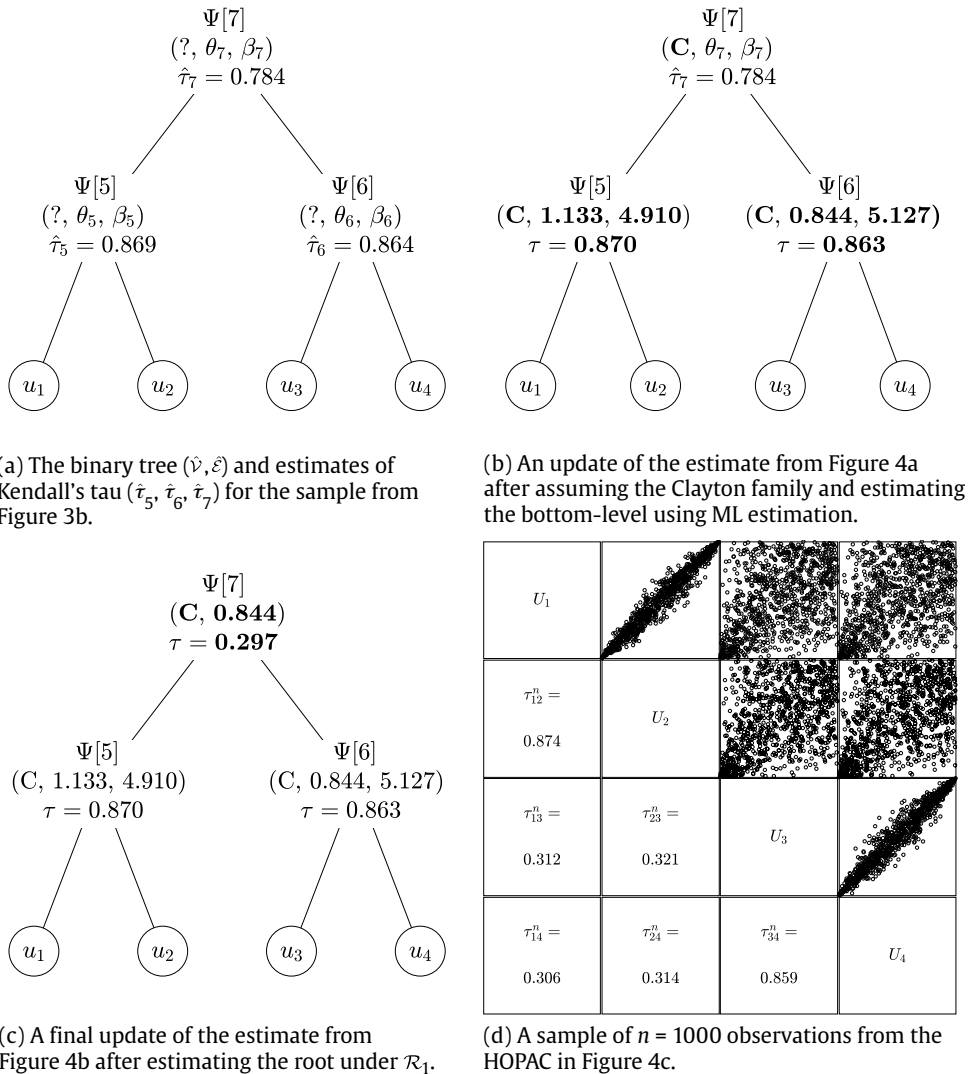 Ψ[7]
(?, θ₇, β₇)
τ̂₇ = 0.784
Ψ[5]
(?, θ₅, β₅)
τ̂₅ = 0.869
Ψ[6]
(?, θ₆, β₆)
τ̂₆ = 0.864
u₁
u₂
u₃
u₄
(a) The binary tree (𝒱̂, ℰ̂) and estimates of
Kendall's tau (τ̂₅, τ̂₆, τ̂₇) for the sample from
Figure 3b.
Ψ[7]
(C, θ₇, β₇)
τ̂₇ = 0.784
Ψ[5]
(C, 1.133, 4.910)
τ = 0.870
Ψ[6]
(C, 0.844, 5.127)
τ = 0.863
u₁
u₂
u₃
u₄
(b) An update of the estimate from Figure 4a
after assuming the Clayton family and estimating
the bottom-level using ML estimation.
Ψ[7]
(C, 0.844)
τ = 0.297
Ψ[5]
(C, 1.133, 4.910)
τ = 0.870
Ψ[6]
(C, 0.844, 5.127)
τ = 0.863
u₁
u₂
u₃
u₄
(c) A final update of the estimate from
Figure 4b after estimating the root under ℛ₁.
U₁
τ₁₂ⁿ =
0.874
U₂
τ₁₃ⁿ =
0.312
τ₂₃ⁿ =
0.321
U₃
τ₁₄ⁿ =
0.306
τ₂₄ⁿ =
0.314
τ₃₄ⁿ =
0.859
U₄
(d) A sample of n = 1000 observations from the
HOPAC in Figure 4c.